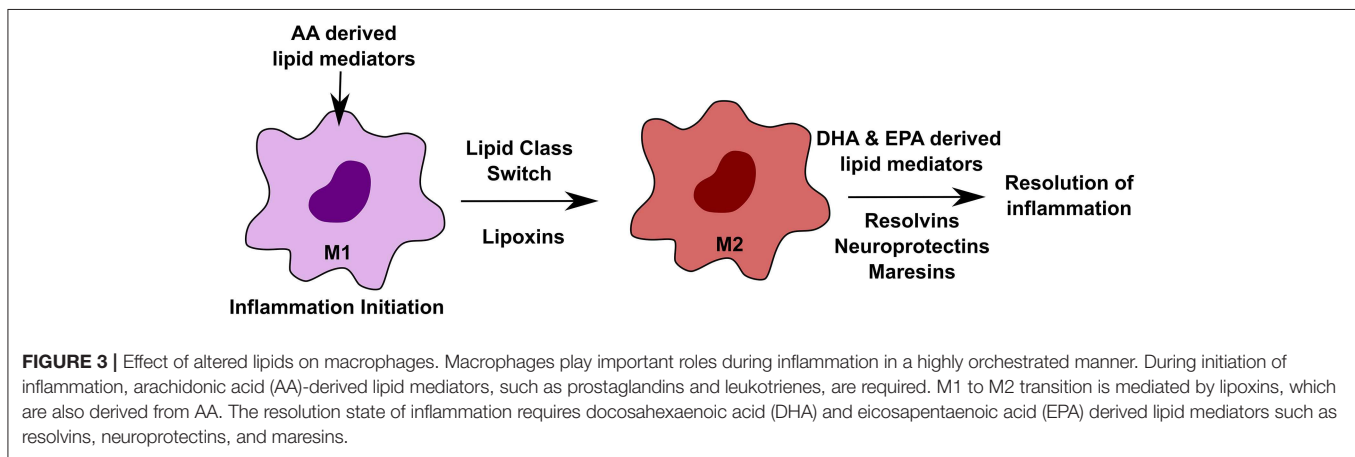 AA derived
lipid mediators
M1
Inflammation Initiation
Lipid Class
Switch
Lipoxins
M2
DHA & EPA derived
lipid mediators
Resolvins
Neuroprotectins
Maresins
Resolution of
inflammation
FIGURE 3 | Effect of altered lipids on macrophages. Macrophages play important roles during inflammation in a highly orchestrated manner. During initiation of
inflammation, arachidonic acid (AA)-derived lipid mediators, such as prostaglandins and leukotrienes, are required. M1 to M2 transition is mediated by lipoxins, which
are also derived from AA. The resolution state of inflammation requires docosahexaenoic acid (DHA) and eicosapentaenoic acid (EPA) derived lipid mediators such as
resolvins, neuroprotectins, and maresins.